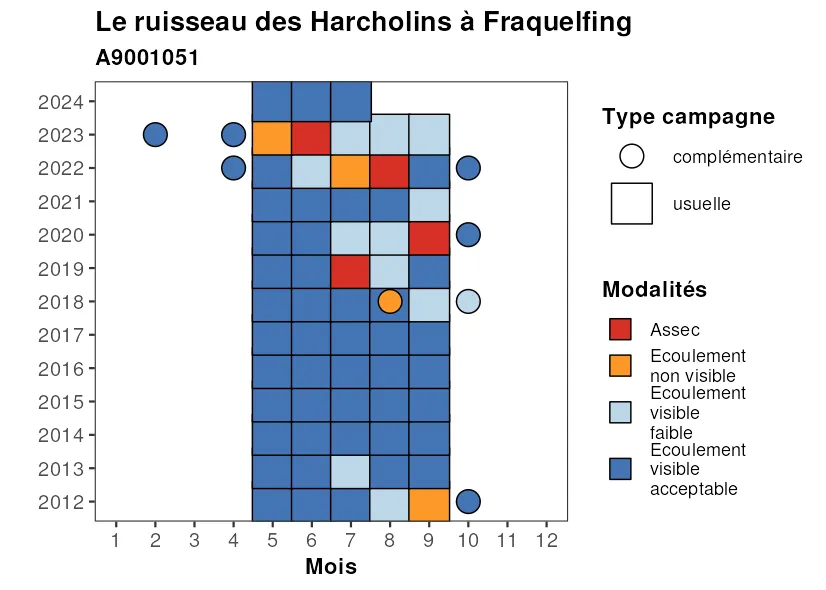 Le ruisseau des Harcholins à Fraquelfing
A9001051
2024
2023
2022
2021
2020
2019
2018
2017
2016
2015
2014
2013
2012
1 2 3 4 5 6 7 8 9 10 11 12
Mois
Type campagne
complémentaire
usuelle
Modalités
Assec
Ecoulement
non visible
Ecoulement
visible
faible
Ecoulement
visible
acceptable